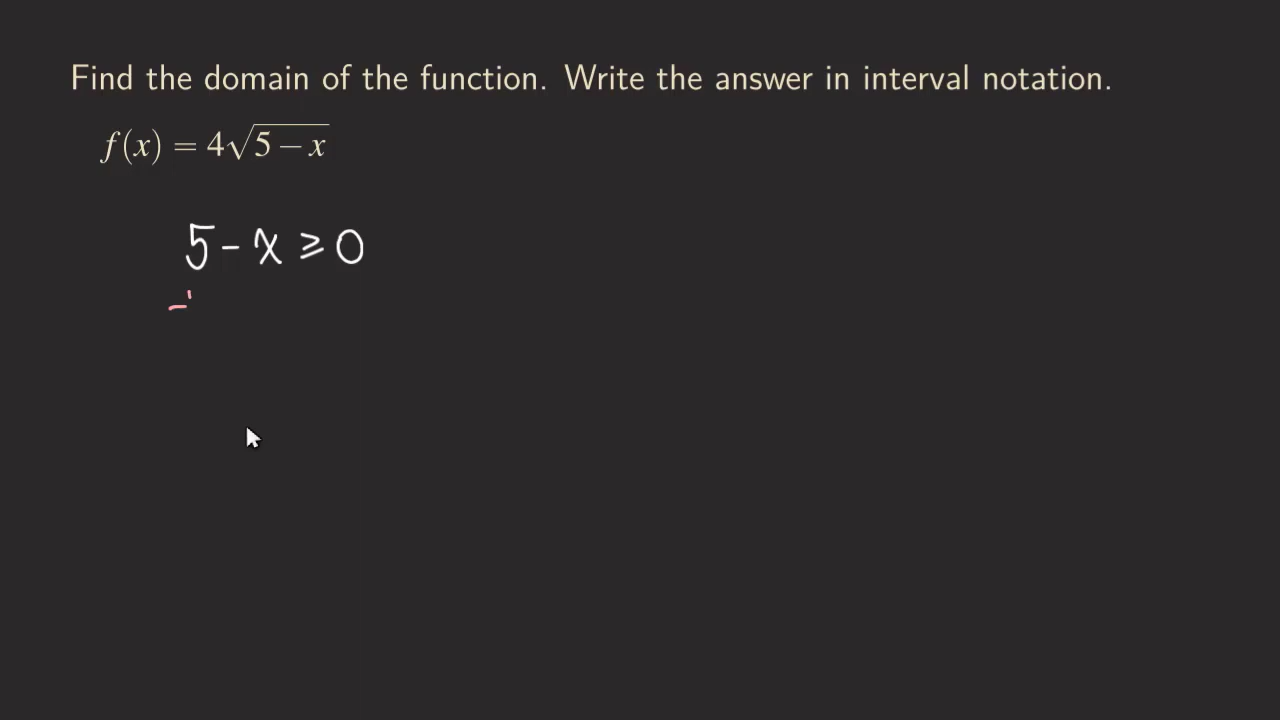 Find the domain of the function. Write the answer in interval notation.
f(x) = 4√(5 − x)
5 − x ≥ 0
−